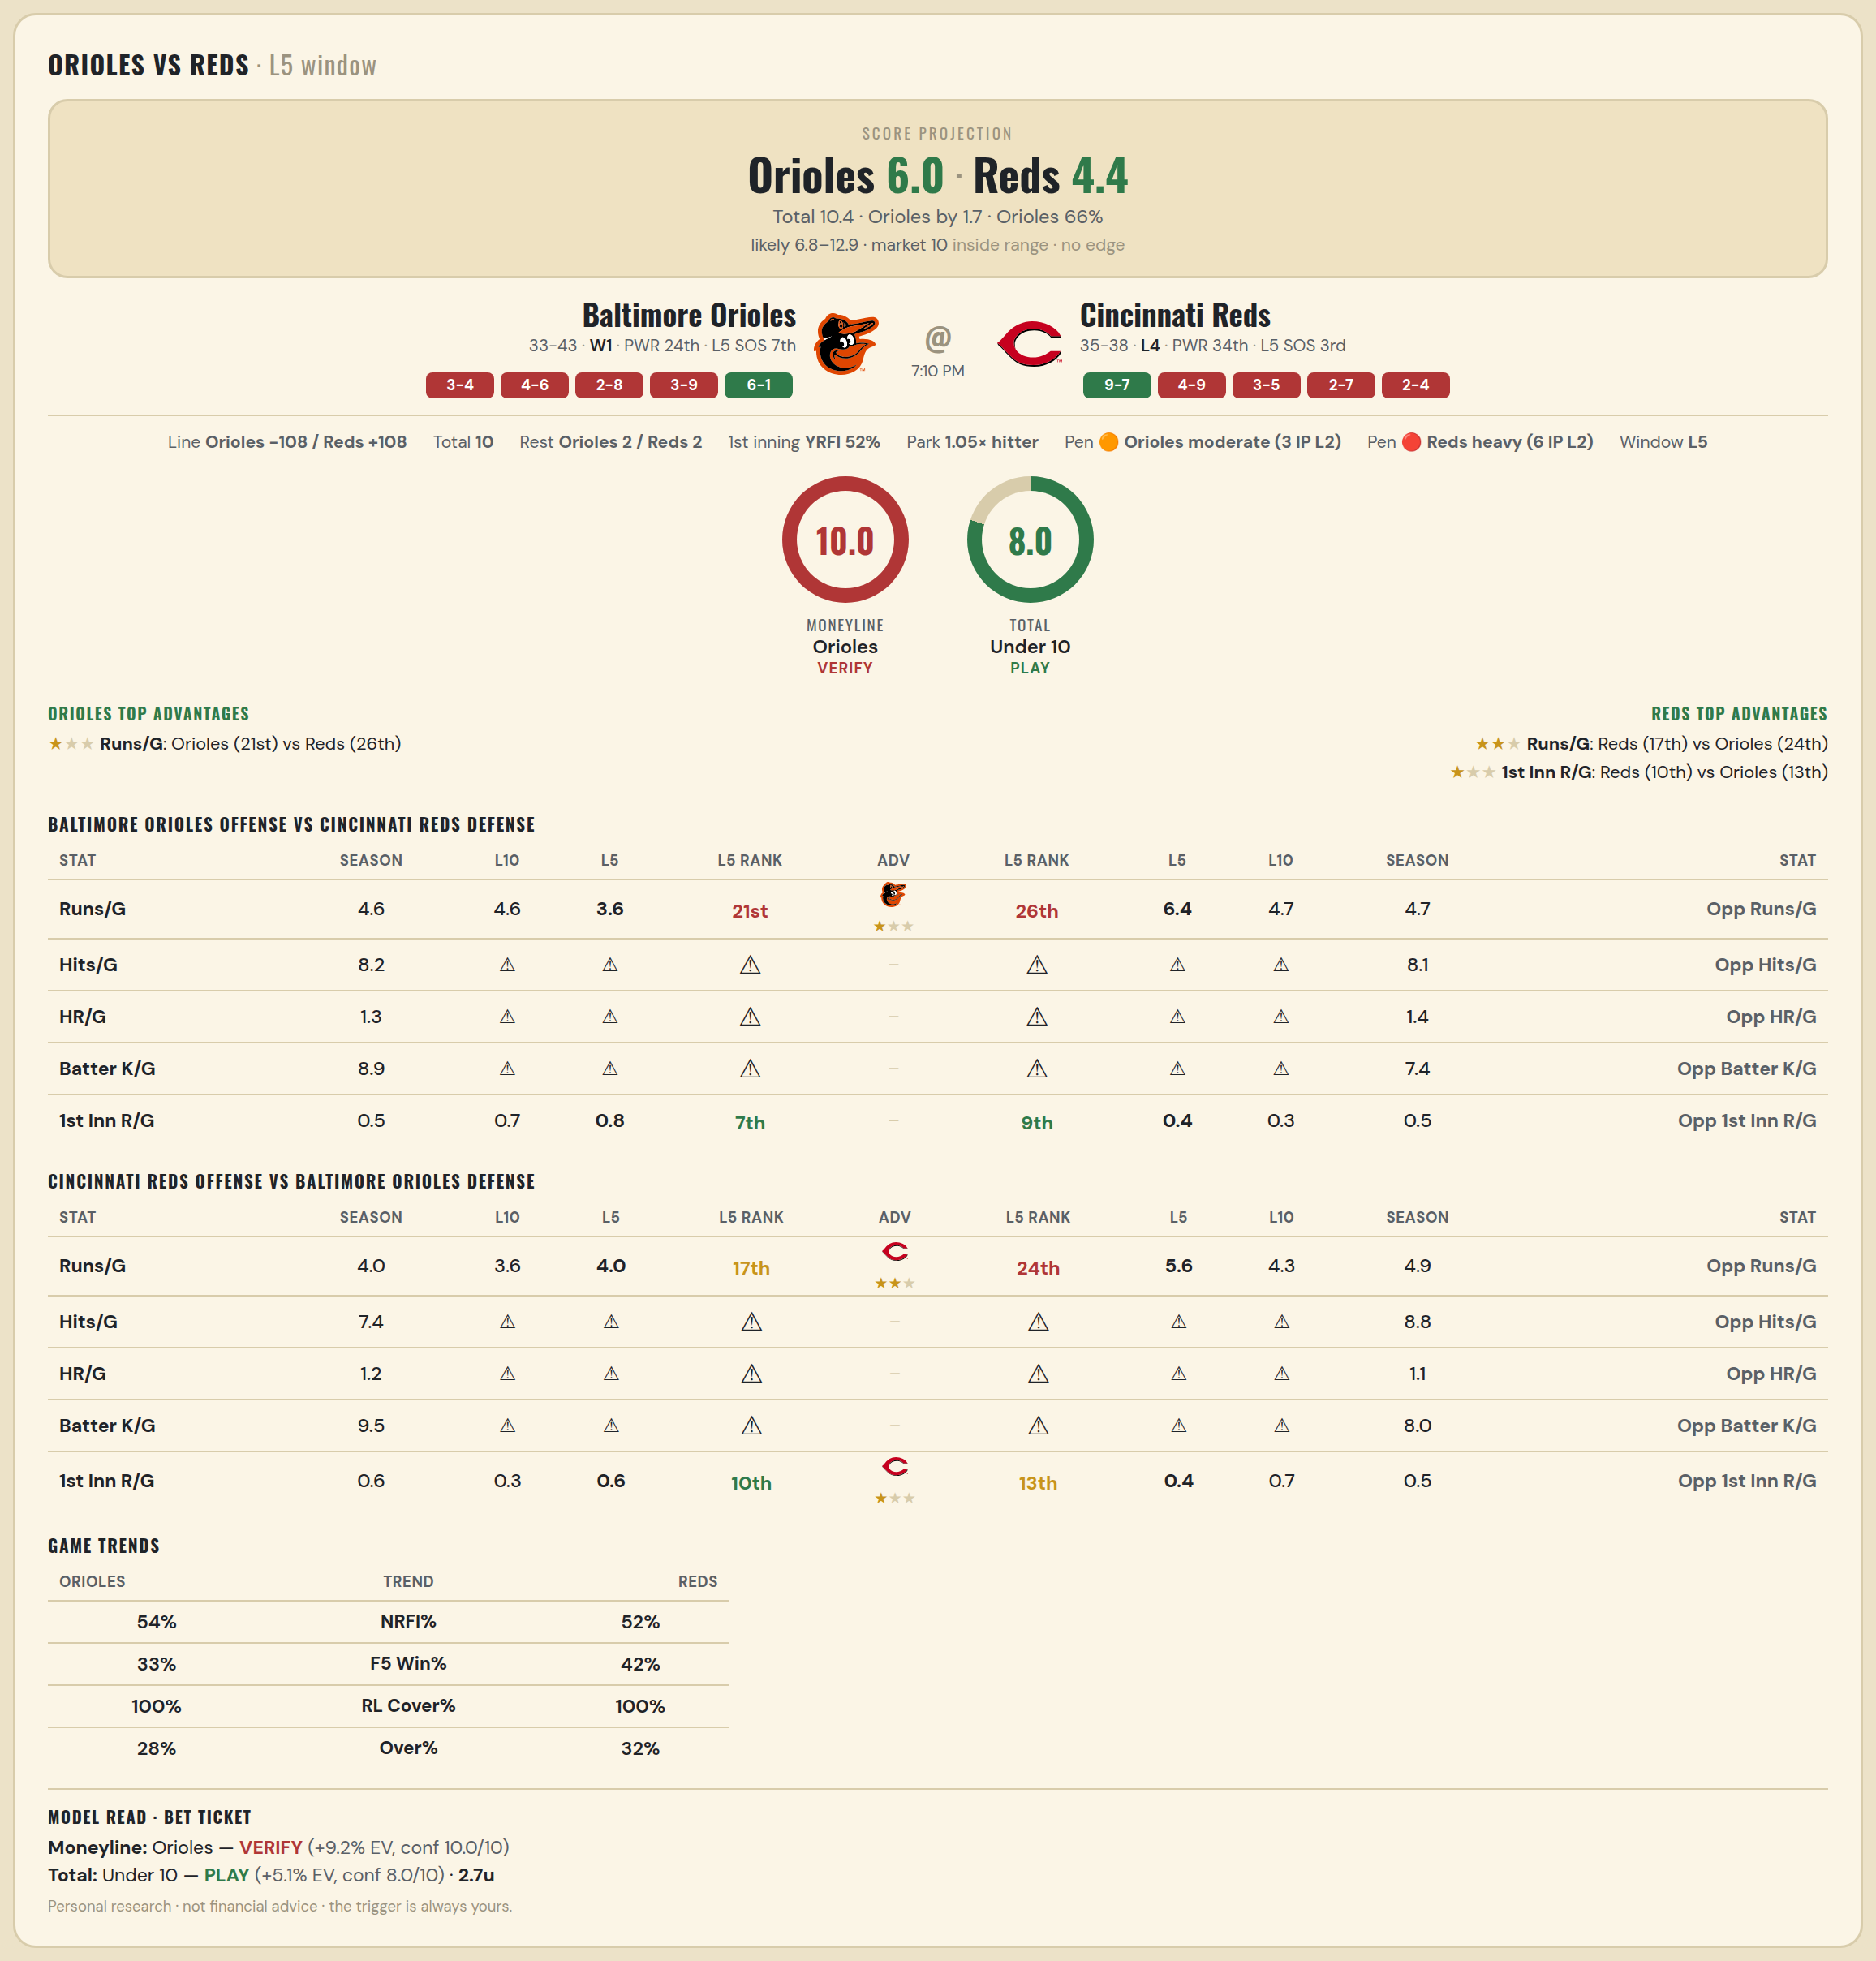 ORIOLES VS REDS · L5 window
SCORE PROJECTION
Orioles 6.0 · Reds 4.4
Total 10.4 · Orioles by 1.7 · Orioles 66%
likely 6.8–12.9 · market 10 inside range · no edge
Baltimore Orioles
33-43 · W1 · PWR 24th · L5 SOS 7th
3-4 4-6 2-8 3-9 6-1
@
7:10 PM
Cincinnati Reds
35-38 · L4 · PWR 34th · L5 SOS 3rd
9-7 4-9 3-5 2-7 2-4
Line Orioles -108 / Reds +108 Total 10 Rest Orioles 2 / Reds 2 1st inning YRFI 52% Park 1.05× hitter Pen 🟠 Orioles moderate (3 IP L2) Pen 🔴 Reds heavy (6 IP L2) Window L5
10.0
MONEYLINE
Orioles
VERIFY
8.0
TOTAL
Under 10
PLAY
ORIOLES TOP ADVANTAGES
★★★ Runs/G: Orioles (21st) vs Reds (26th)
REDS TOP ADVANTAGES
★★★ Runs/G: Reds (17th) vs Orioles (24th)
★★★ 1st Inn R/G: Reds (10th) vs Orioles (13th)
BALTIMORE ORIOLES OFFENSE VS CINCINNATI REDS DEFENSE
STAT SEASON L10 L5 L5 RANK ADV L5 RANK L5 L10 SEASON STAT
Runs/G 4.6 4.6 3.6 21st ★★★ 26th 6.4 4.7 4.7 Opp Runs/G
Hits/G 8.2 ⚠ ⚠ ⚠ – ⚠ ⚠ ⚠ 8.1 Opp Hits/G
HR/G 1.3 ⚠ ⚠ ⚠ – ⚠ ⚠ ⚠ 1.4 Opp HR/G
Batter K/G 8.9 ⚠ ⚠ ⚠ – ⚠ ⚠ ⚠ 7.4 Opp Batter K/G
1st Inn R/G 0.5 0.7 0.8 7th – 9th 0.4 0.3 0.5 Opp 1st Inn R/G
CINCINNATI REDS OFFENSE VS BALTIMORE ORIOLES DEFENSE
STAT SEASON L10 L5 L5 RANK ADV L5 RANK L5 L10 SEASON STAT
Runs/G 4.0 3.6 4.0 17th ★★★ 24th 5.6 4.3 4.9 Opp Runs/G
Hits/G 7.4 ⚠ ⚠ ⚠ – ⚠ ⚠ ⚠ 8.8 Opp Hits/G
HR/G 1.2 ⚠ ⚠ ⚠ – ⚠ ⚠ ⚠ 1.1 Opp HR/G
Batter K/G 9.5 ⚠ ⚠ ⚠ – ⚠ ⚠ ⚠ 8.0 Opp Batter K/G
1st Inn R/G 0.6 0.3 0.6 10th ★★★ 13th 0.4 0.7 0.5 Opp 1st Inn R/G
GAME TRENDS
ORIOLES TREND REDS
54% NRFI% 52%
33% F5 Win% 42%
100% RL Cover% 100%
28% Over% 32%
MODEL READ · BET TICKET
Moneyline: Orioles — VERIFY (+9.2% EV, conf 10.0/10)
Total: Under 10 — PLAY (+5.1% EV, conf 8.0/10) · 2.7u
Personal research · not financial advice · the trigger is always yours.